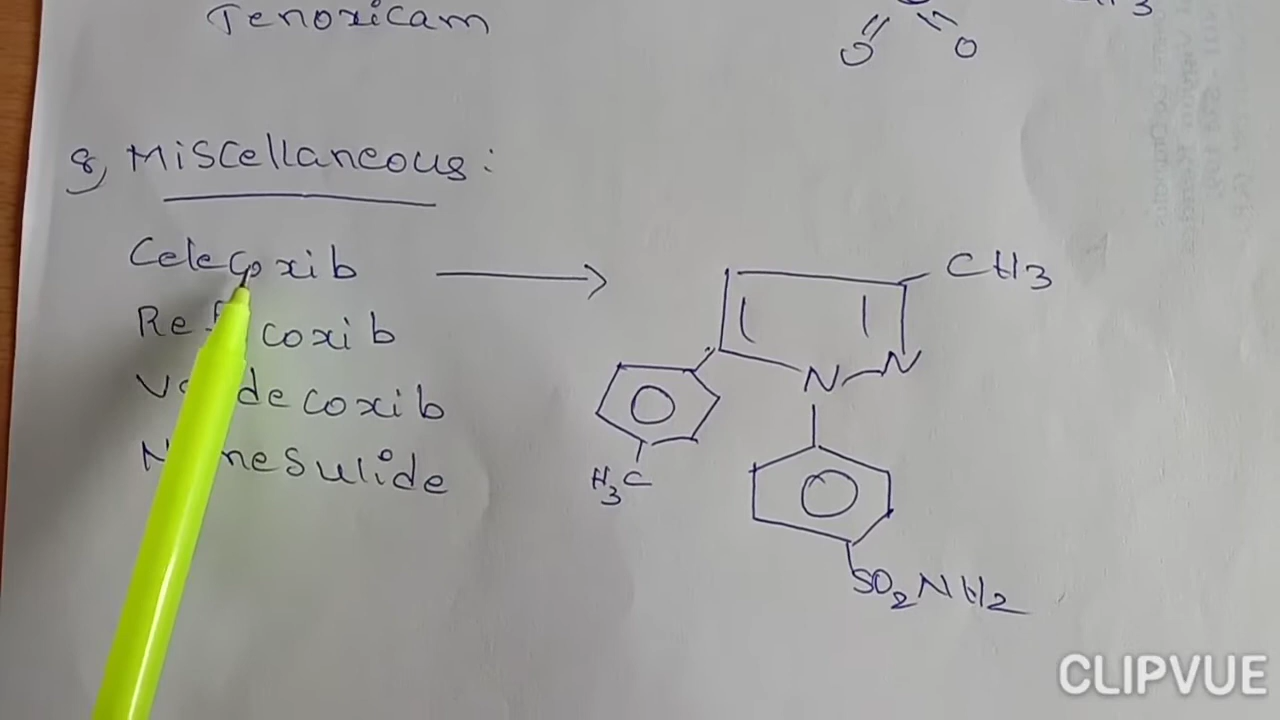 Tenoxicam
O O
8) Miscellaneous:
Celecoxib
CH3
coxib
N N
decoxib
H3C
nesulide
SO2NH2
CLIPVUE